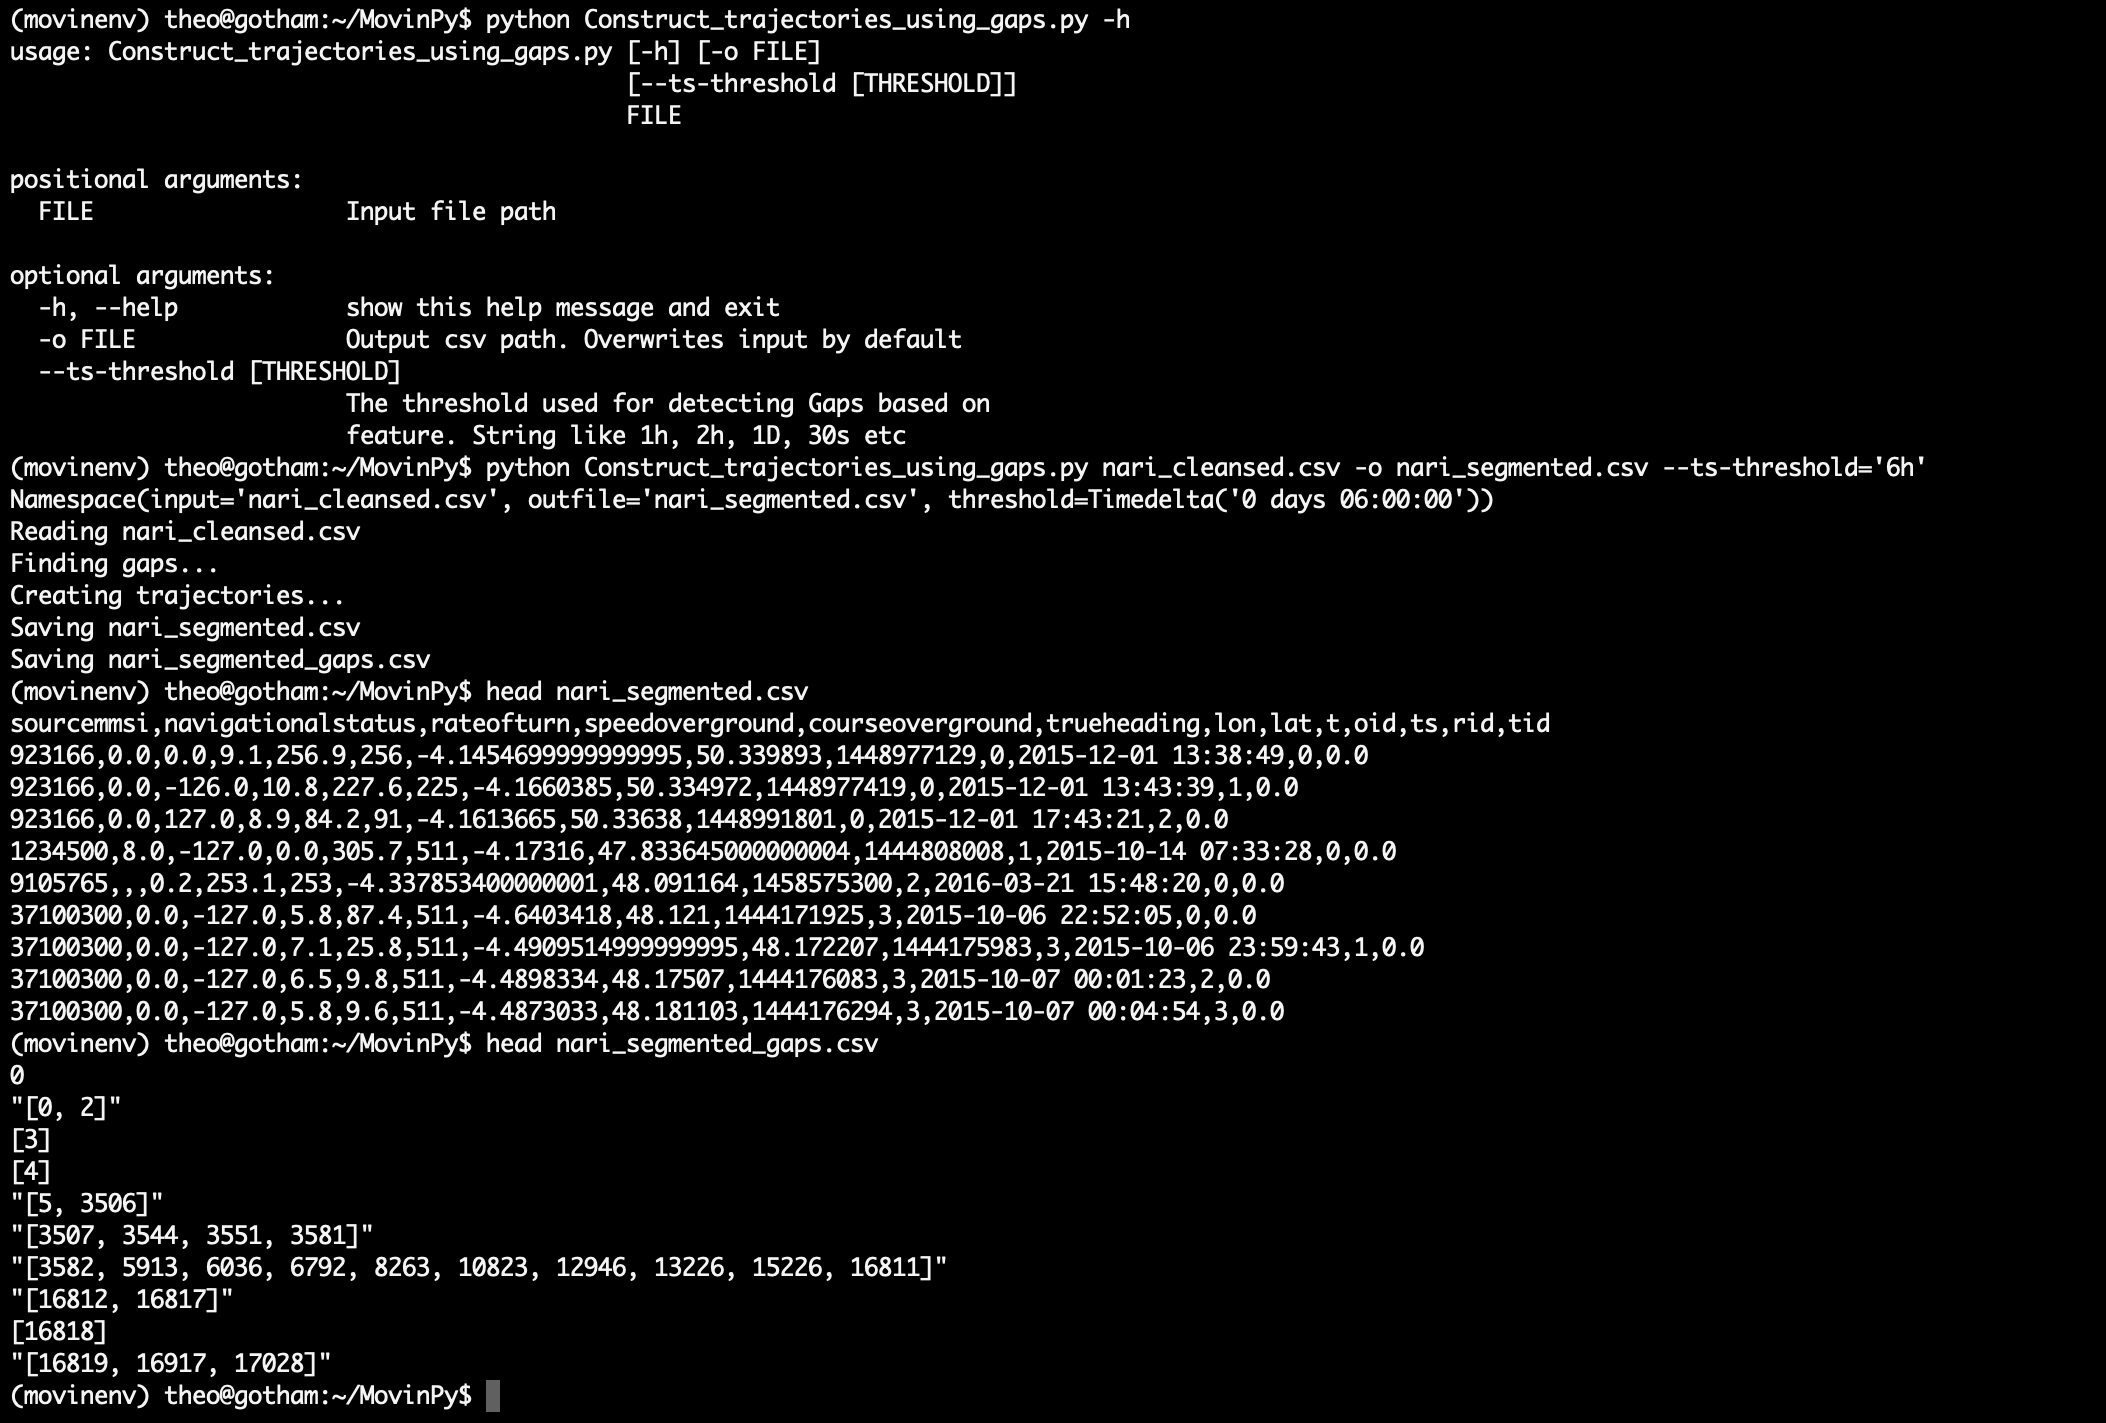 (movinenv) theo@gotham:~/MovinPy$ python Construct_trajectories_using_gaps.py -h
usage: Construct_trajectories_using_gaps.py [-h] [-o FILE]
[--ts-threshold [THRESHOLD]]
FILE
positional arguments:
FILE Input file path
optional arguments:
-h, --help show this help message and exit
-o FILE Output csv path. Overwrites input by default
--ts-threshold [THRESHOLD]
The threshold used for detecting Gaps based on
feature. String like 1h, 2h, 1D, 30s etc
(movinenv) theo@gotham:~/MovinPy$ python Construct_trajectories_using_gaps.py nari_cleansed.csv -o nari_segmented.csv --ts-threshold='6h'
Namespace(input='nari_cleansed.csv', outfile='nari_segmented.csv', threshold=Timedelta('0 days 06:00:00'))
Reading nari_cleansed.csv
Finding gaps...
Creating trajectories...
Saving nari_segmented.csv
Saving nari_segmented_gaps.csv
(movinenv) theo@gotham:~/MovinPy$ head nari_segmented.csv
sourcemmsi,navigationalstatus,rateofturn,speedoverground,courseoverground,trueheading,lon,lat,t,oid,ts,rid,tid
923166,0.0,0.0,9.1,256.9,256,-4.1454699999999995,50.339893,1448977129,0,2015-12-01 13:38:49,0,0.0
923166,0.0,-126.0,10.8,227.6,225,-4.1660385,50.334972,1448977419,0,2015-12-01 13:43:39,1,0.0
923166,0.0,127.0,8.9,84.2,91,-4.1613665,50.33638,1448991801,0,2015-12-01 17:43:21,2,0.0
1234500,8.0,-127.0,0.0,305.7,511,-4.17316,47.833645000000004,1444808008,1,2015-10-14 07:33:28,0,0.0
9105765,,,0.2,253.1,253,-4.337853400000001,48.091164,1458575300,2,2016-03-21 15:48:20,0,0.0
37100300,0.0,-127.0,5.8,87.4,511,-4.6403418,48.121,1444171925,3,2015-10-06 22:52:05,0,0.0
37100300,0.0,-127.0,7.1,25.8,511,-4.4909514999999995,48.172207,1444175983,3,2015-10-06 23:59:43,1,0.0
37100300,0.0,-127.0,6.5,9.8,511,-4.4898334,48.17507,1444176083,3,2015-10-07 00:01:23,2,0.0
37100300,0.0,-127.0,5.8,9.6,511,-4.4873033,48.181103,1444176294,3,2015-10-07 00:04:54,3,0.0
(movinenv) theo@gotham:~/MovinPy$ head nari_segmented_gaps.csv
0
"[0, 2]"
[3]
[4]
"[5, 3506]"
"[3507, 3544, 3551, 3581]"
"[3582, 5913, 6036, 6792, 8263, 10823, 12946, 13226, 15226, 16811]"
"[16812, 16817]"
[16818]
"[16819, 16917, 17028]"
(movinenv) theo@gotham:~/MovinPy$